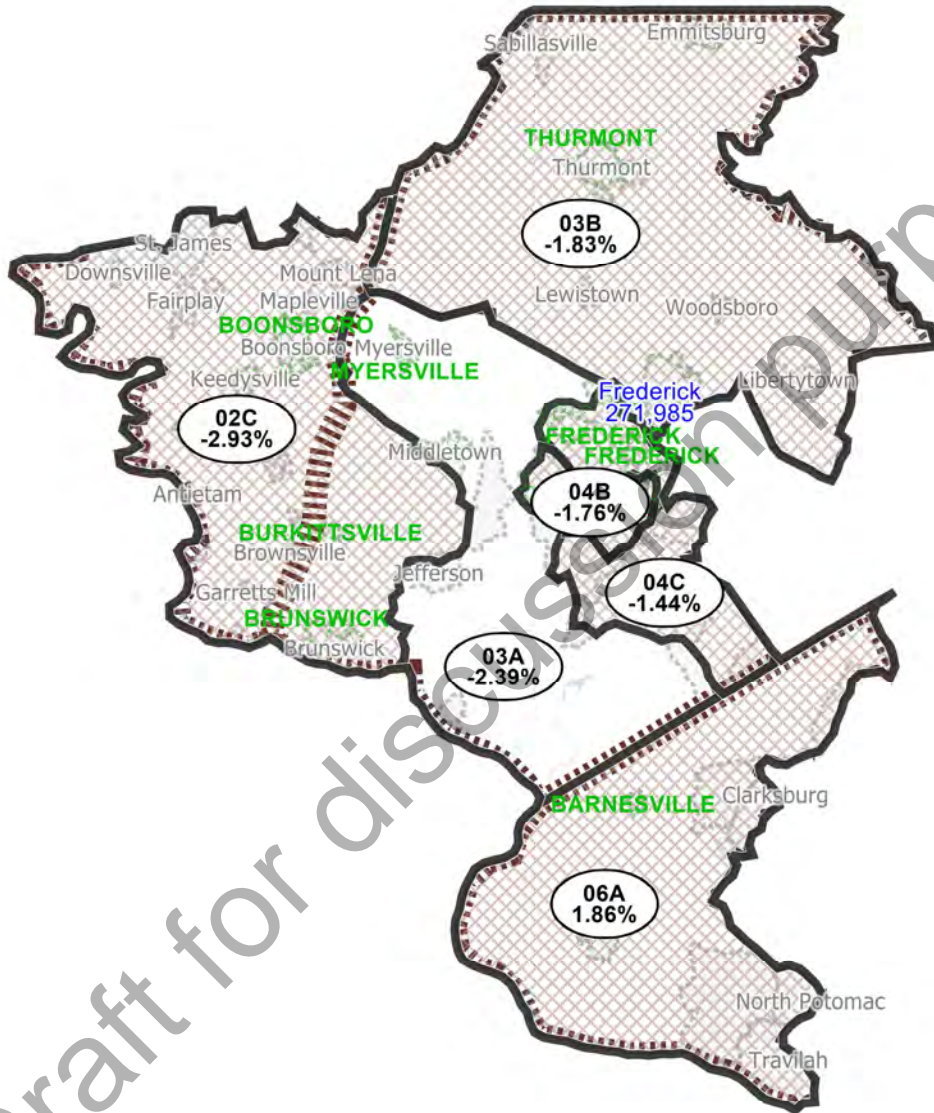 Emmitsburg
Sabillasville
THURMONT
Thurmont
03B
-1.83%
St. James
Downsville
Mount Lena
Fairplay
Mapleville
Lewistown
Woodsboro
BOONSBORO
Boonsboro
Myersville
MYERSVILLE
Keedysville
Libertytown
Frederick
271,985
02C
-2.93%
FREDERICK
FREDERICK
Middletown
04B
-1.76%
Antietam
BURKITTSVILLE
Brownsville
Jefferson
04C
-1.44%
Garretts Mill
BRUNSWICK
Brunswick
03A
-2.39%
BARNESVILLE
Clarksburg
06A
1.86%
North Potomac
Travilah
Draft for discussion purp